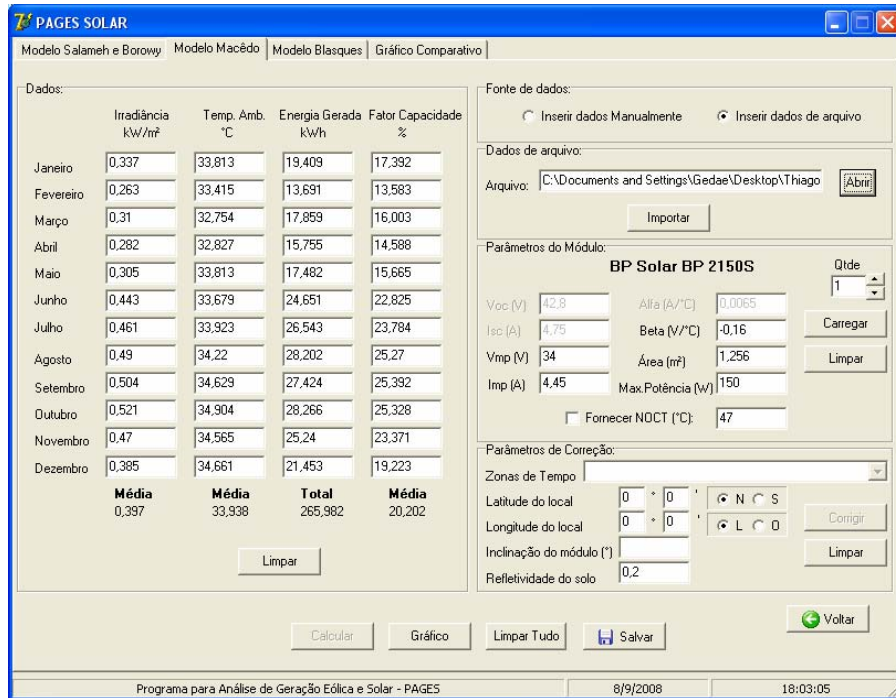 PAGES SOLAR
Modelo Salameh e Borowy Modelo Macêdo Modelo Blasques Gráfico Comparativo
Dados:
Irradiância Temp. Amb. Energia Gerada Fator Capacidade
kW/m² °C kWh %
Janeiro 0,337 33,813 19,409 17,392
Fevereiro 0,263 33,415 13,691 13,583
Março 0,31 32,754 17,859 16,003
Abril 0,282 32,827 15,755 14,588
Maio 0,305 33,813 17,482 15,665
Junho 0,443 33,679 24,651 22,825
Julho 0,461 33,923 26,543 23,784
Agosto 0,49 34,22 28,202 25,27
Setembro 0,504 34,629 27,424 25,392
Outubro 0,521 34,904 28,266 25,328
Novembro 0,47 34,565 25,24 23,371
Dezembro 0,385 34,661 21,453 19,223
Média Média Total Média
0,397 33,938 265,982 20,202
Limpar
Fonte de dados:
Inserir dados Manualmente Inserir dados de arquivo
Dados de arquivo:
Arquivo: C:\Documents and Settings\Gedae\Desktop\Thiago Abrir
Importar
Parâmetros do Módulo:
BP Solar BP 2150S Qtde
1
Voc (V) 42,8 Alfa (A/°C) 0,0065
Isc (A) 4,75 Beta (V/°C) -0,16 Carregar
Vmp (V) 34 Área (m²) 1,256 Limpar
Imp (A) 4,45 Max.Potência (W) 150
Fornecer NOCT (°C): 47
Parâmetros de Correção:
Zonas de Tempo
Latitude do local 0 ° 0 ' N S
Longitude do local 0 ° 0 ' L O Corrigir
Inclinação do módulo (°) Limpar
Refletividade do solo 0,2
Voltar
Calcular Gráfico Limpar Tudo Salvar
Programa para Análise de Geração Eólica e Solar - PAGES 8/9/2008 18:03:05